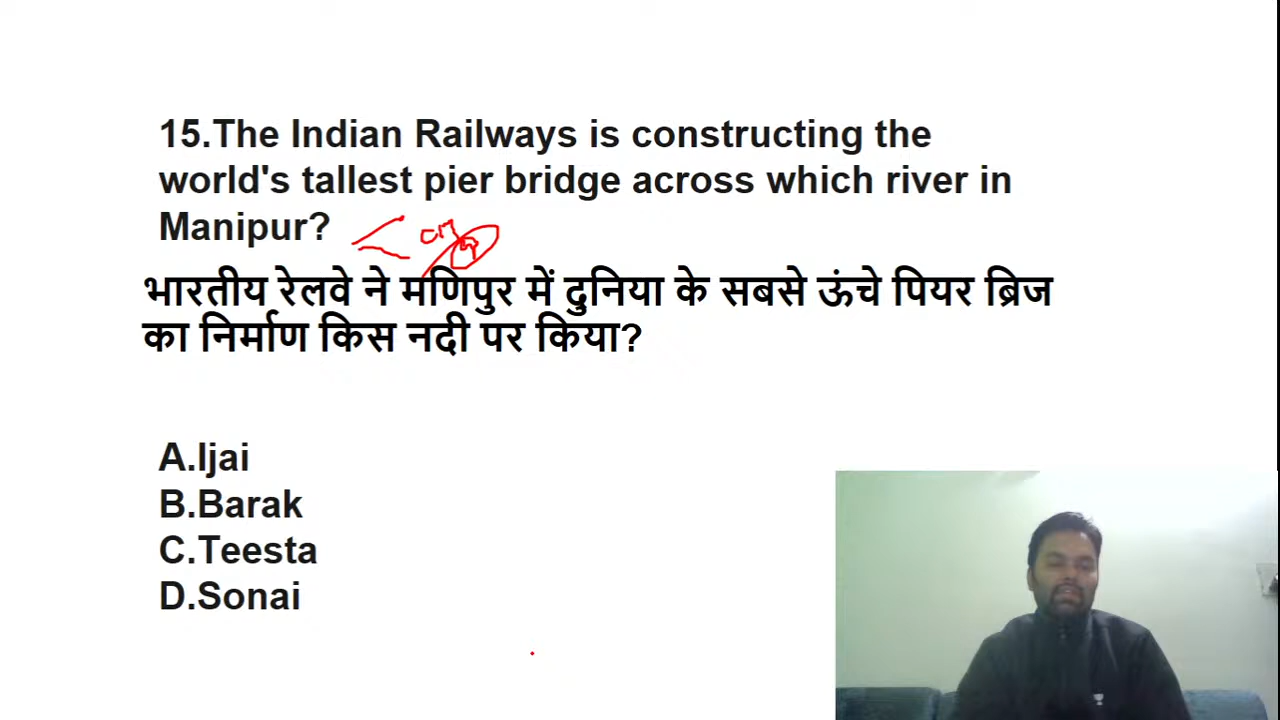 15.The Indian Railways is constructing the
world's tallest pier bridge across which river in
Manipur?
भारतीय रेलवे ने मणिपुर में दुनिया के सबसे ऊंचे पियर ब्रिज
का निर्माण किस नदी पर किया?
A.Ijai
B.Barak
C.Teesta
D.Sonai